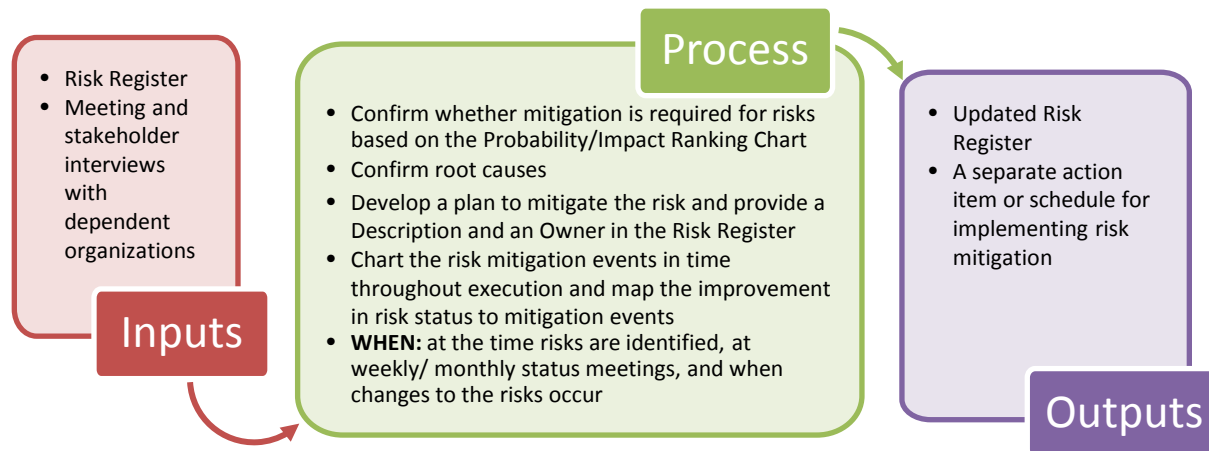 • Risk Register
• Meeting and
stakeholder
interviews
with
dependent
organizations
Inputs
Process
• Confirm whether mitigation is required for risks
based on the Probability/Impact Ranking Chart
• Confirm root causes
• Develop a plan to mitigate the risk and provide a
Description and an Owner in the Risk Register
• Chart the risk mitigation events in time
throughout execution and map the improvement
in risk status to mitigation events
• WHEN: at the time risks are identified, at
weekly/ monthly status meetings, and when
changes to the risks occur
• Updated Risk
Register
• A separate action
item or schedule for
implementing risk
mitigation
Outputs